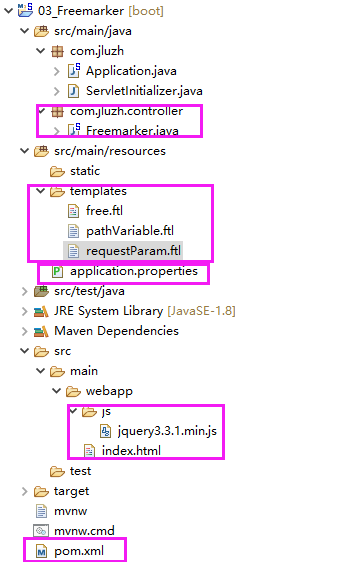 03_Freemarker [boot]
src/main/java
com.jluzh
Application.java
ServletInitializer.java
com.jluzh.controller
Freemarker.java
src/main/resources
static
templates
free.ftl
pathVariable.ftl
requestParam.ftl
application.properties
src/test/java
JRE System Library [JavaSE-1.8]
Maven Dependencies
src
main
webapp
js
jquery3.3.1.min.js
index.html
test
target
mvnw
mvnw.cmd
pom.xml